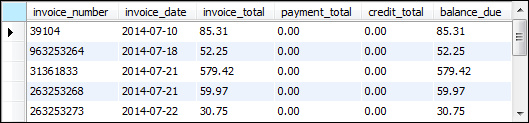 invoice_number invoice_date invoice_total payment_total credit_total balance_due
39104 2014-07-10 85.31 0.00 0.00 85.31
963253264 2014-07-18 52.25 0.00 0.00 52.25
31361833 2014-07-21 579.42 0.00 0.00 579.42
263253268 2014-07-21 59.97 0.00 0.00 59.97
263253273 2014-07-22 30.75 0.00 0.00 30.75